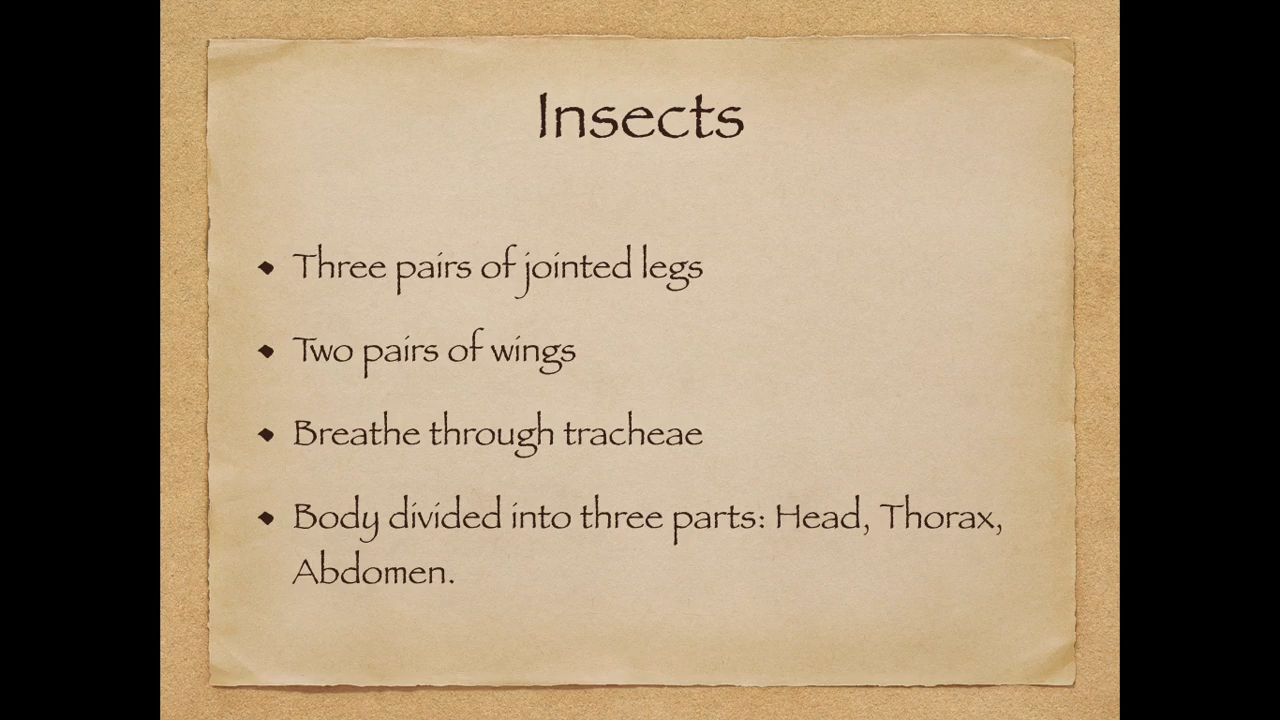 Insects
• Three pairs of jointed legs
• Two pairs of wings
• Breathe through tracheae
• Body divided into three parts: Head, Thorax,
Abdomen.